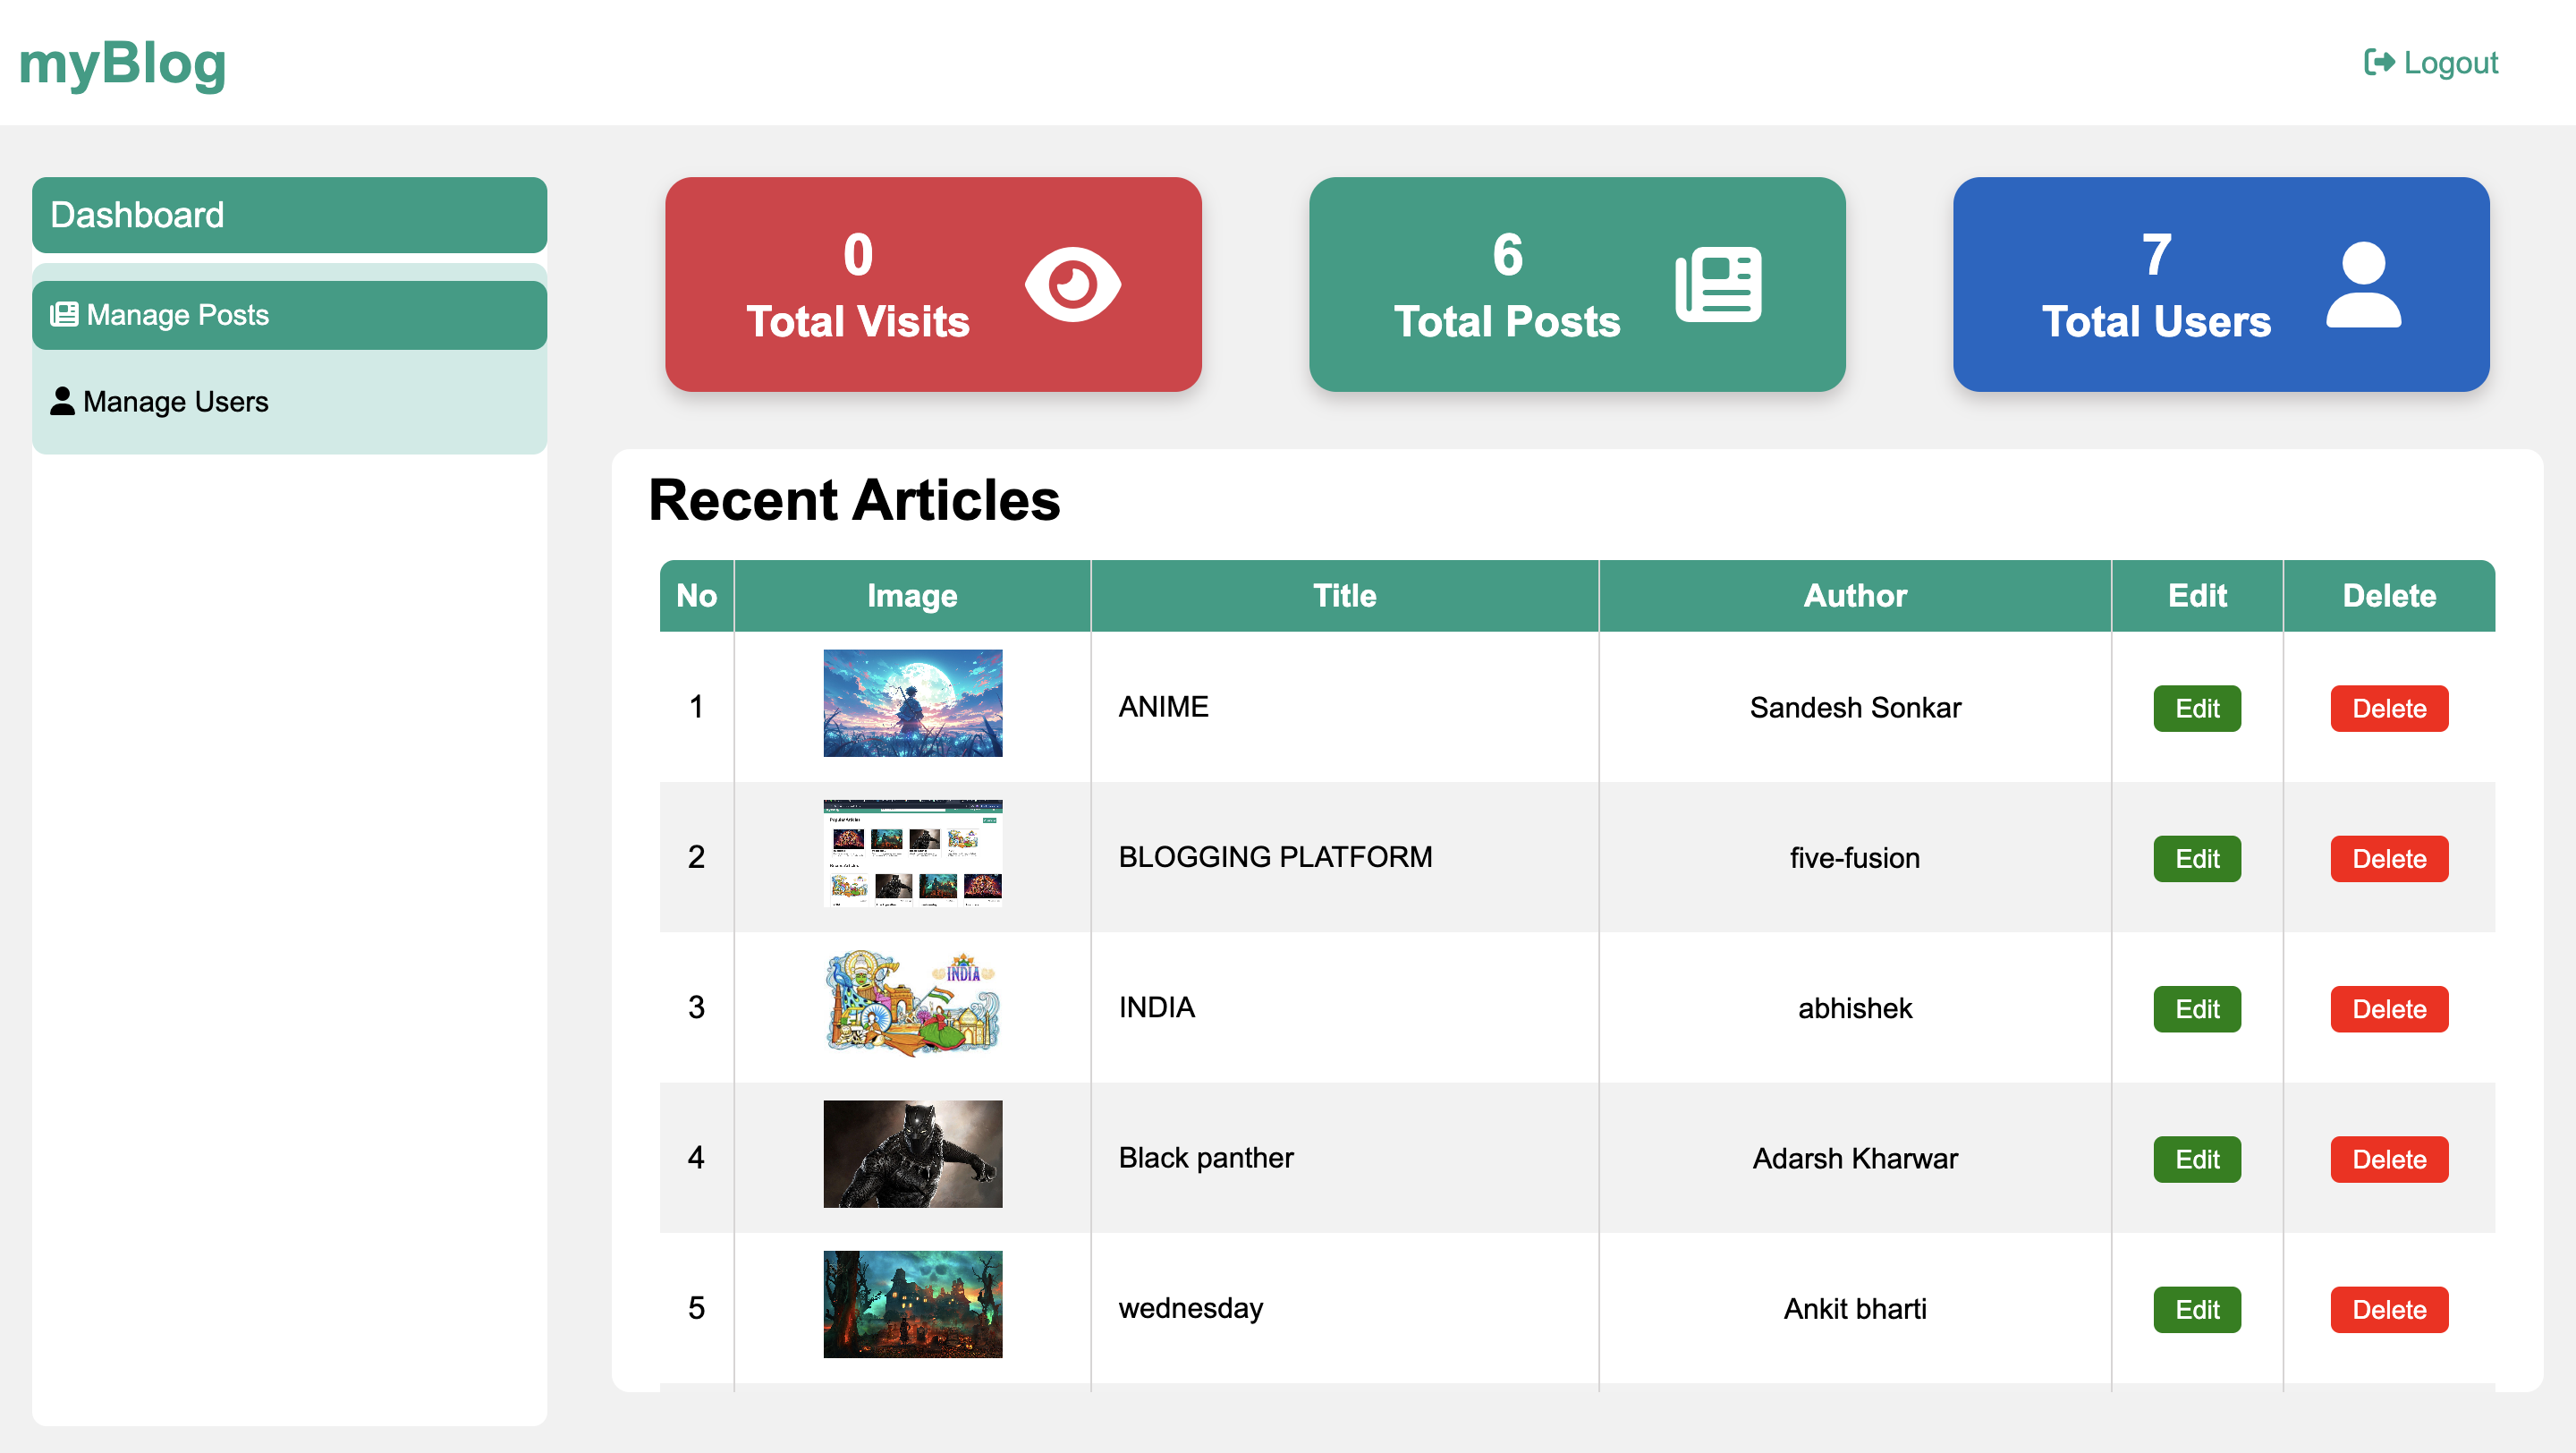 myBlog
Logout
Dashboard
Manage Posts
Manage Users
0
Total Visits
6
Total Posts
7
Total Users
Recent Articles
No Image Title Author Edit Delete
1 ANIME Sandesh Sonkar Edit Delete
2 BLOGGING PLATFORM five-fusion Edit Delete
INDIA
3 INDIA abhishek Edit Delete
4 Black panther Adarsh Kharwar Edit Delete
5 wednesday Ankit bharti Edit Delete